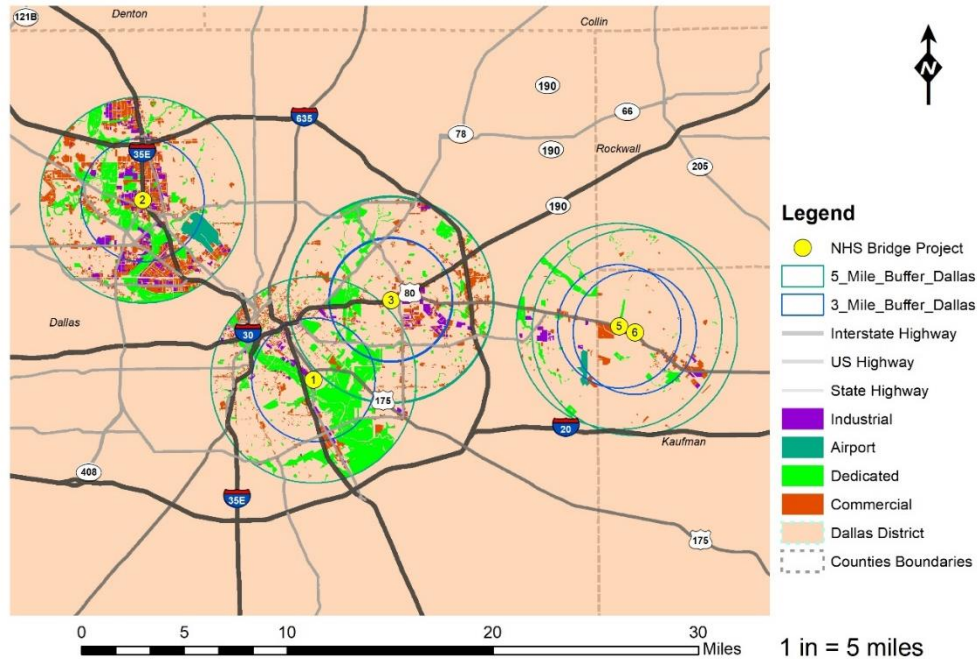 Denton
Collin
121B
190
635
78
66
Rockwall
35E
190
205
2
190
N
Legend
NHS Bridge Project
5_Mile_Buffer_Dallas
3_Mile_Buffer_Dallas
Interstate Highway
US Highway
State Highway
Industrial
Airport
Dedicated
Commercial
Dallas District
Counties Boundaries
3
80
Dallas
30
5
6
1
175
20
Kaufman
408
35E
175
0
5
10
20
30
Miles
1 in = 5 miles